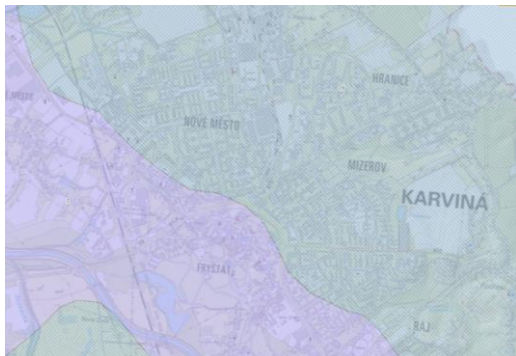 HRANICE
NOVÉ MĚSTO
MIZEROV
KARVINÁ
FRYŠTÁT
RÁJ